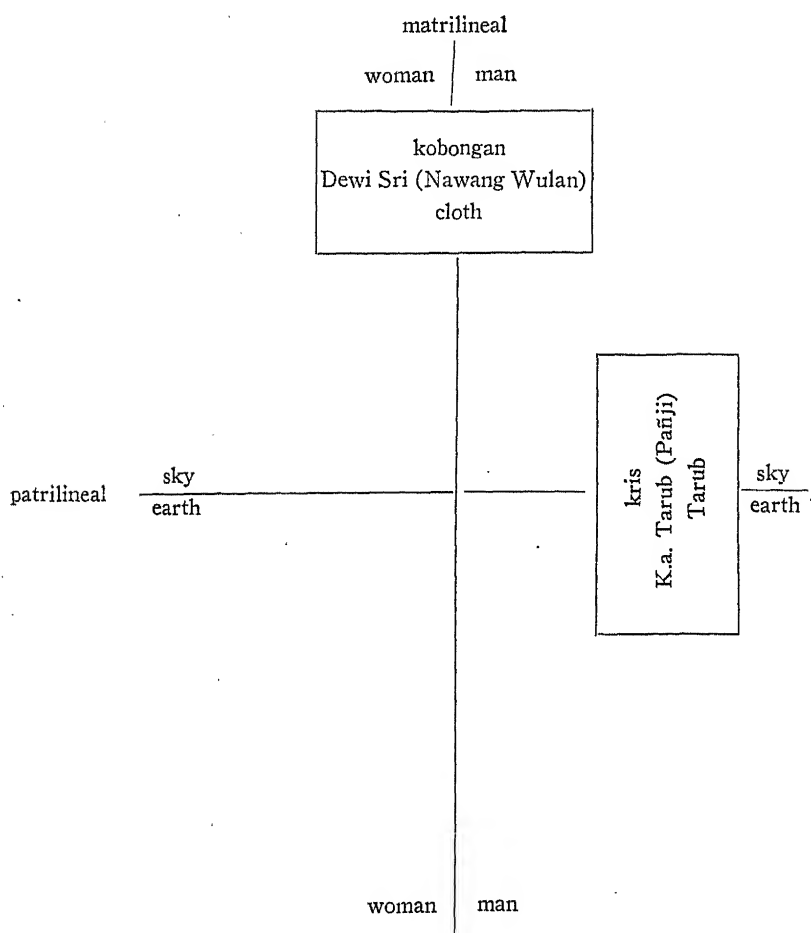 matrilineal
woman man
kobongan
Dewi Sri (Nawang Wulan)
cloth
kris
K.a. Tarub (Pañji)
Tarub
patrilineal
sky
earth
sky
earth
woman man